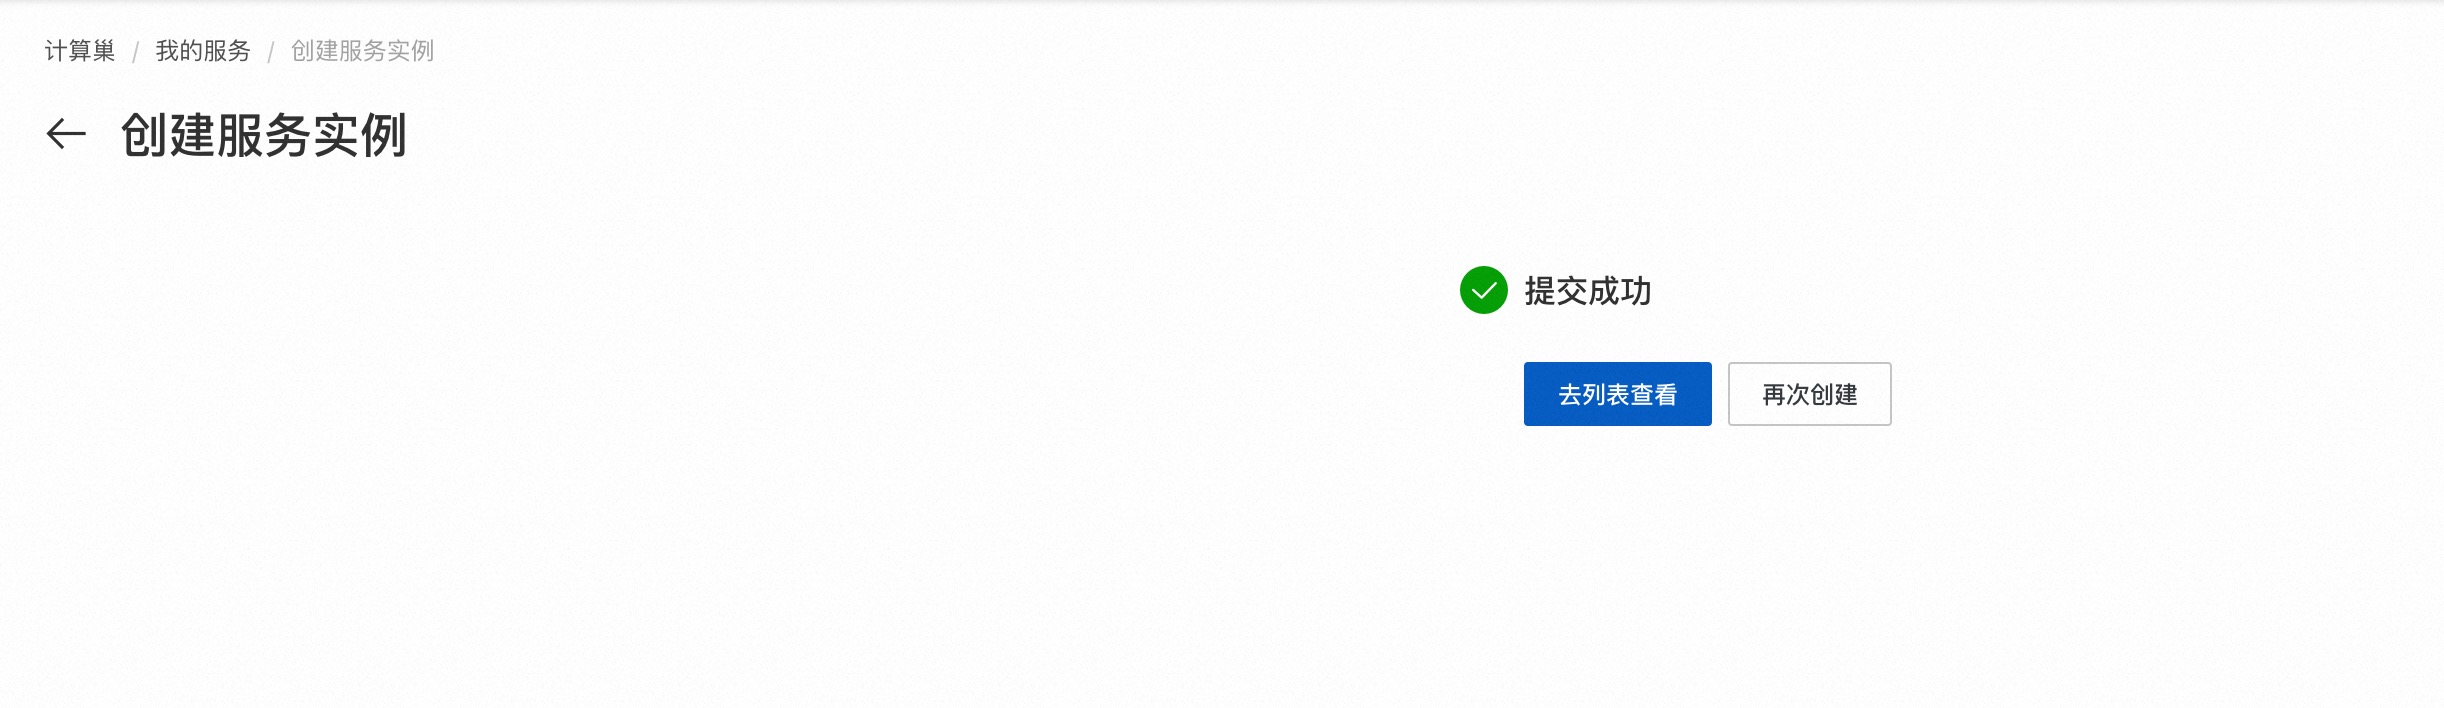 计算巢 / 我的服务 / 创建服务实例
创建服务实例
提交成功
去列表查看 再次创建